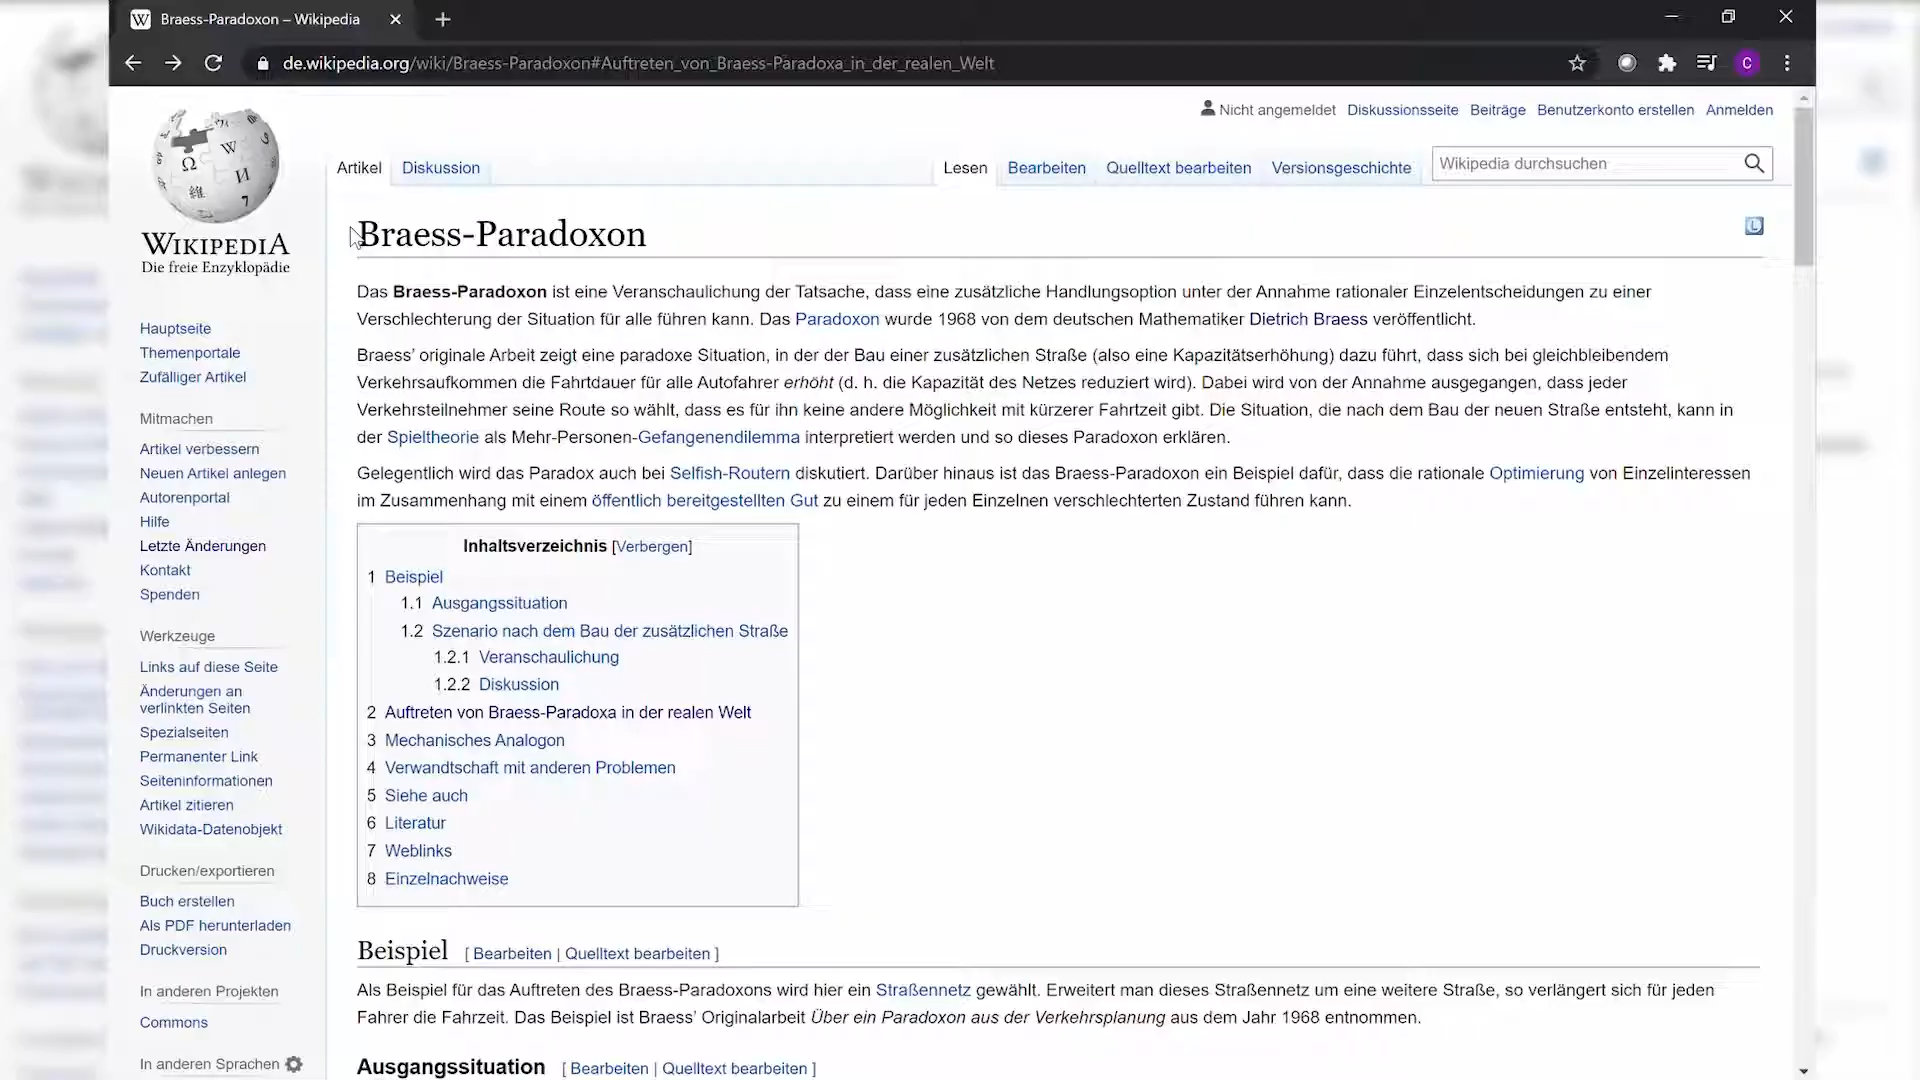 Braess-Paradoxon – Wikipedia
de.wikipedia.org/wiki/Braess-Paradoxon#Auftreten_von_Braess-Paradoxa_in_der_realen_Welt
C
Nicht angemeldet Diskussionsseite Beiträge Benutzerkonto erstellen Anmelden
Artikel Diskussion Lesen Bearbeiten Quelltext bearbeiten Versionsgeschichte Wikipedia durchsuchen
WIKIPEDIA
Die freie Enzyklopädie
Hauptseite
Themenportale
Zufälliger Artikel
Mitmachen
Artikel verbessern
Neuen Artikel anlegen
Autorenportal
Hilfe
Letzte Änderungen
Kontakt
Spenden
Werkzeuge
Links auf diese Seite
Änderungen an
verlinkten Seiten
Spezialseiten
Permanenter Link
Seiteninformationen
Artikel zitieren
Wikidata-Datenobjekt
Drucken/exportieren
Buch erstellen
Als PDF herunterladen
Druckversion
In anderen Projekten
Commons
In anderen Sprachen
Braess-Paradoxon
Das Braess-Paradoxon ist eine Veranschaulichung der Tatsache, dass eine zusätzliche Handlungsoption unter der Annahme rationaler Einzelentscheidungen zu einer
Verschlechterung der Situation für alle führen kann. Das Paradoxon wurde 1968 von dem deutschen Mathematiker Dietrich Braess veröffentlicht.
Braess’ originale Arbeit zeigt eine paradoxe Situation, in der der Bau einer zusätzlichen Straße (also eine Kapazitätserhöhung) dazu führt, dass sich bei gleichbleibendem
Verkehrsaufkommen die Fahrtdauer für alle Autofahrer erhöht (d. h. die Kapazität des Netzes reduziert wird). Dabei wird von der Annahme ausgegangen, dass jeder
Verkehrsteilnehmer seine Route so wählt, dass es für ihn keine andere Möglichkeit mit kürzerer Fahrtzeit gibt. Die Situation, die nach dem Bau der neuen Straße entsteht, kann in
der Spieltheorie als Mehr-Personen-Gefangenendilemma interpretiert werden und so dieses Paradoxon erklären.
Gelegentlich wird das Paradox auch bei Selfish-Routern diskutiert. Darüber hinaus ist das Braess-Paradoxon ein Beispiel dafür, dass die rationale Optimierung von Einzelinteressen
im Zusammenhang mit einem öffentlich bereitgestellten Gut zu einem für jeden Einzelnen verschlechterten Zustand führen kann.
Inhaltsverzeichnis [Verbergen]
1 Beispiel
1.1 Ausgangssituation
1.2 Szenario nach dem Bau der zusätzlichen Straße
1.2.1 Veranschaulichung
1.2.2 Diskussion
2 Auftreten von Braess-Paradoxa in der realen Welt
3 Mechanisches Analogon
4 Verwandtschaft mit anderen Problemen
5 Siehe auch
6 Literatur
7 Weblinks
8 Einzelnachweise
Beispiel [ Bearbeiten | Quelltext bearbeiten ]
Als Beispiel für das Auftreten des Braess-Paradoxons wird hier ein Straßennetz gewählt. Erweitert man dieses Straßennetz um eine weitere Straße, so verlängert sich für jeden
Fahrer die Fahrzeit. Das Beispiel ist Braess’ Originalarbeit Über ein Paradoxon aus der Verkehrsplanung aus dem Jahr 1968 entnommen.
Ausgangssituation [ Bearbeiten | Quelltext bearbeiten ]